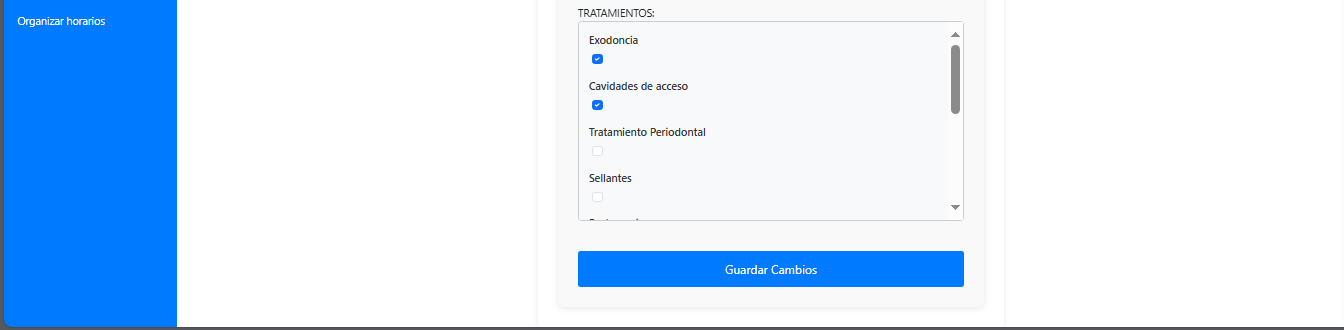 Organizar horarios
TRATAMIENTOS:
Exodoncia
Cavidades de acceso
Tratamiento Periodontal
Sellantes
Guardar Cambios